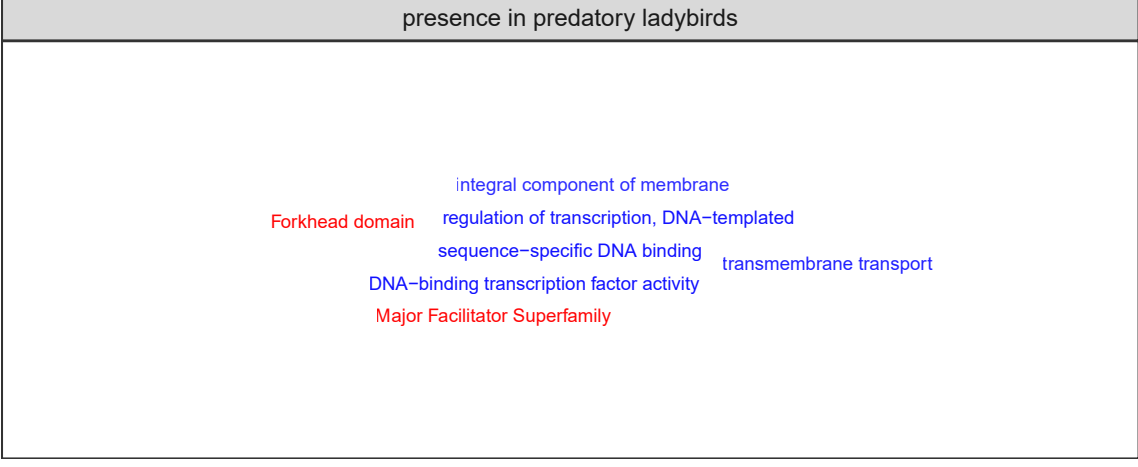 presence in predatory ladybirds
integral component of membrane
regulation of transcription, DNA−templated
Forkhead domain
sequence−specific DNA binding
transmembrane transport
DNA−binding transcription factor activity
Major Facilitator Superfamily